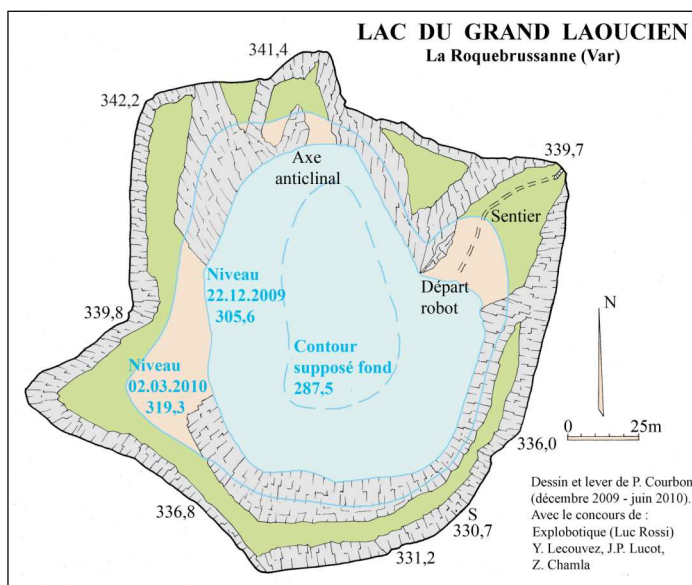 LAC DU GRAND LAOUCIEN
La Roquebrussanne (Var)
341,4
342,2
339,7
Axe
anticlinal
Sentier
Niveau
22.12.2009
305,6
Départ
robot
339,8
N
Contour
supposé fond
287,5
Niveau
02.03.2010
319,3
0 25m
336,0
336,8
S
330,7
331,2
Dessin et lever de P. Courbon
(décembre 2009 - juin 2010).
Avec le concours de :
Explobotique (Luc Rossi)
Y. Lecouvez, J.P. Lucot,
Z. Chamla